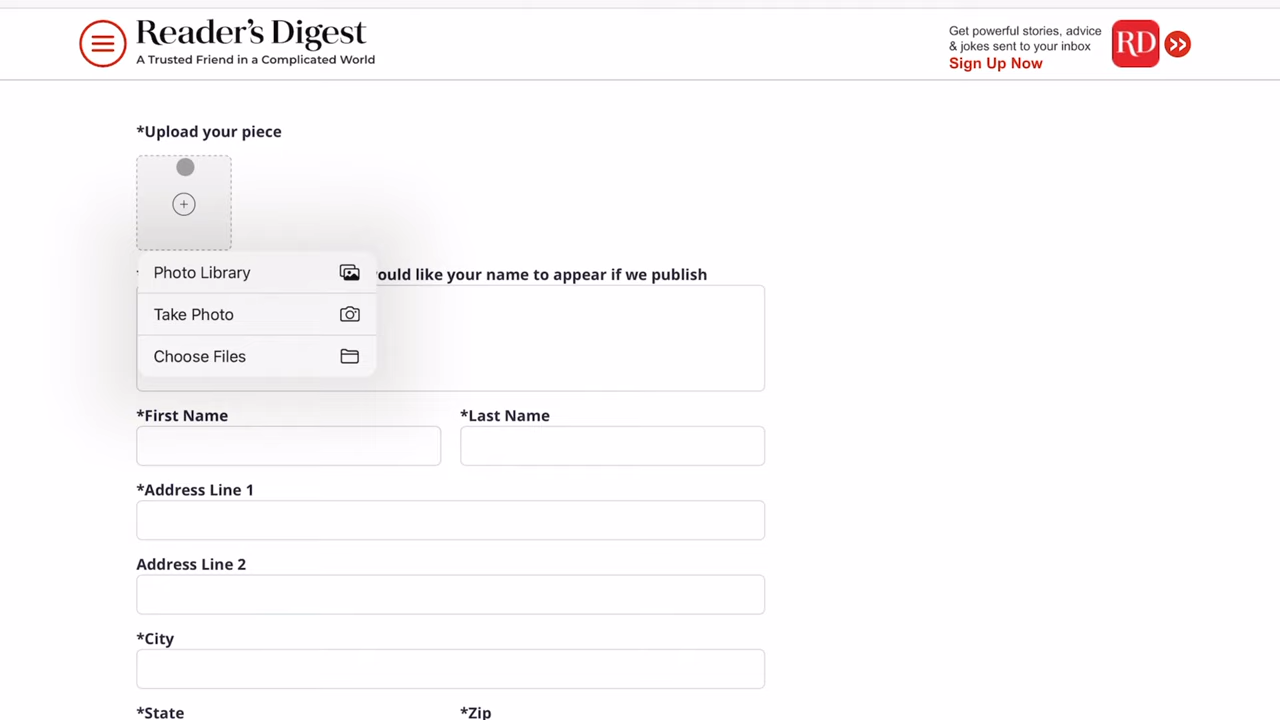 Reader's Digest
A Trusted Friend in a Complicated World
Get powerful stories, advice
& jokes sent to your inbox
Sign Up Now
RD
*Upload your piece
Photo Library
would like your name to appear if we publish
Take Photo
Choose Files
*First Name
*Last Name
*Address Line 1
Address Line 2
*City
*State
*Zip